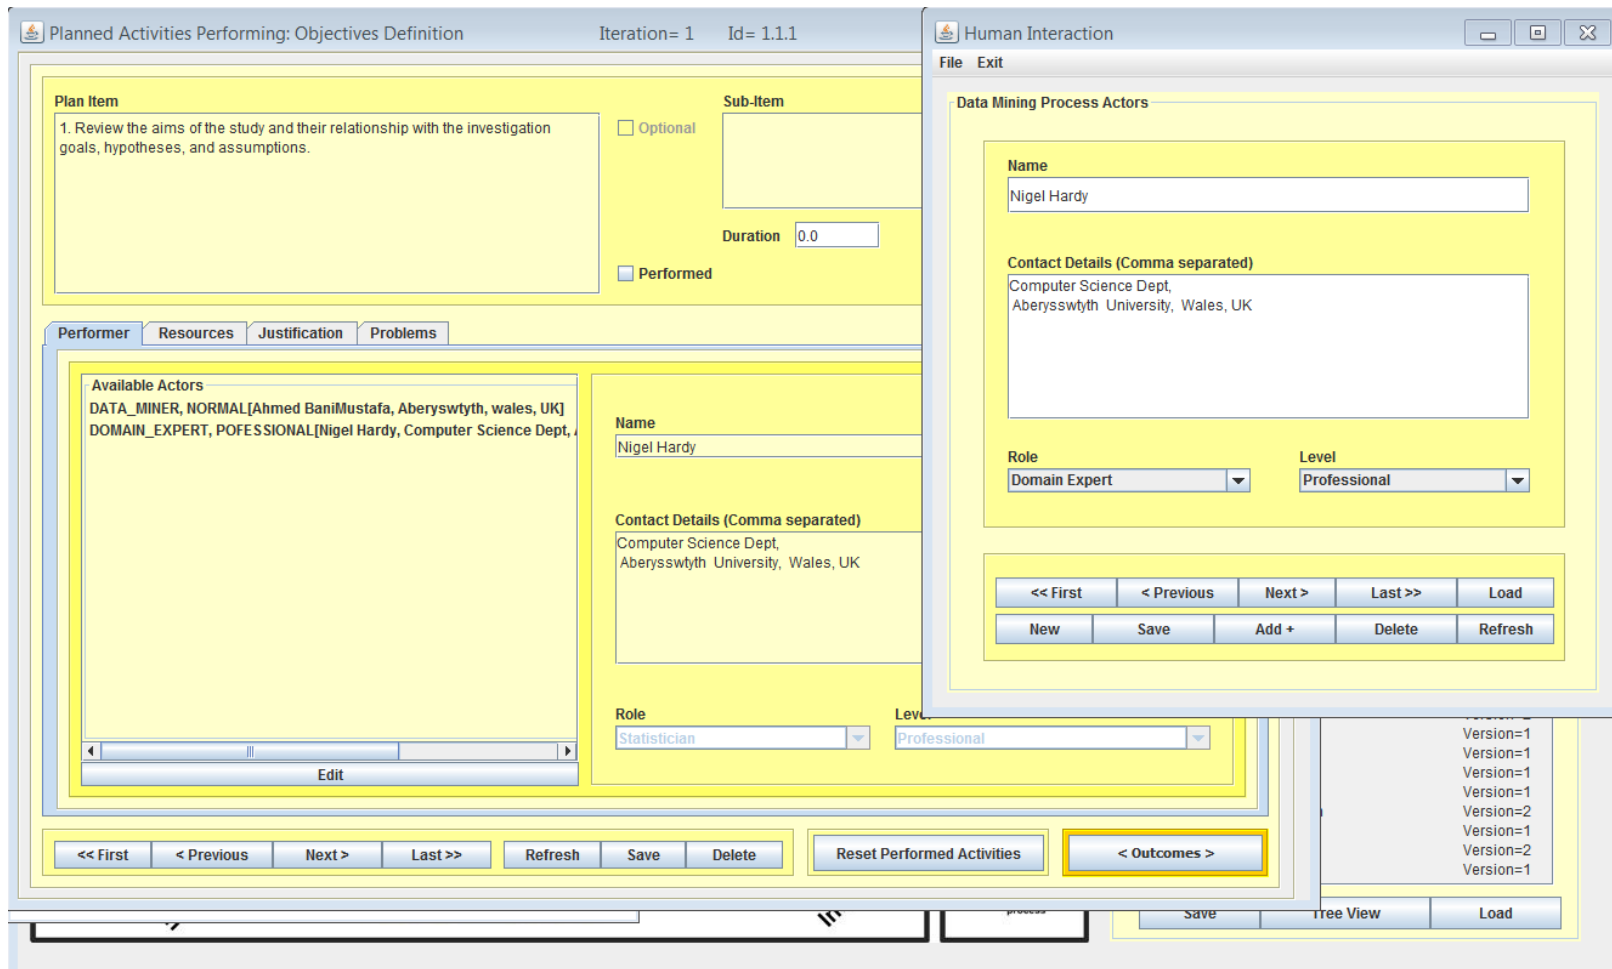 Planned Activities Performing: Objectives Definition Iteration= 1 Id= 1.1.1
Plan Item
1. Review the aims of the study and their relationship with the investigation
goals, hypotheses, and assumptions.
Optional
Sub-Item
Duration 0.0
Performed
Performer Resources Justification Problems
Available Actors
DATA_MINER, NORMAL[Ahmed BaniMustafa, Aberyswtyth, wales, UK]
DOMAIN_EXPERT, POFESSIONAL[Nigel Hardy, Computer Science Dept,
Edit
Name
Nigel Hardy
Contact Details (Comma separated)
Computer Science Dept,
Aberysswtyth University, Wales, UK
Role
Statistician
Level
Professional
<< First < Previous Next > Last >> Refresh Save Delete
Reset Performed Activities
< Outcomes >
Human Interaction
File Exit
Data Mining Process Actors
Name
Nigel Hardy
Contact Details (Comma separated)
Computer Science Dept,
Aberysswtyth University, Wales, UK
Role
Domain Expert
Level
Professional
<< First < Previous Next > Last >> Load
New Save Add + Delete Refresh
Version=1
Version=1
Version=1
Version=1
Version=2
Version=1
Version=2
Version=1
process
Save Tree View Load